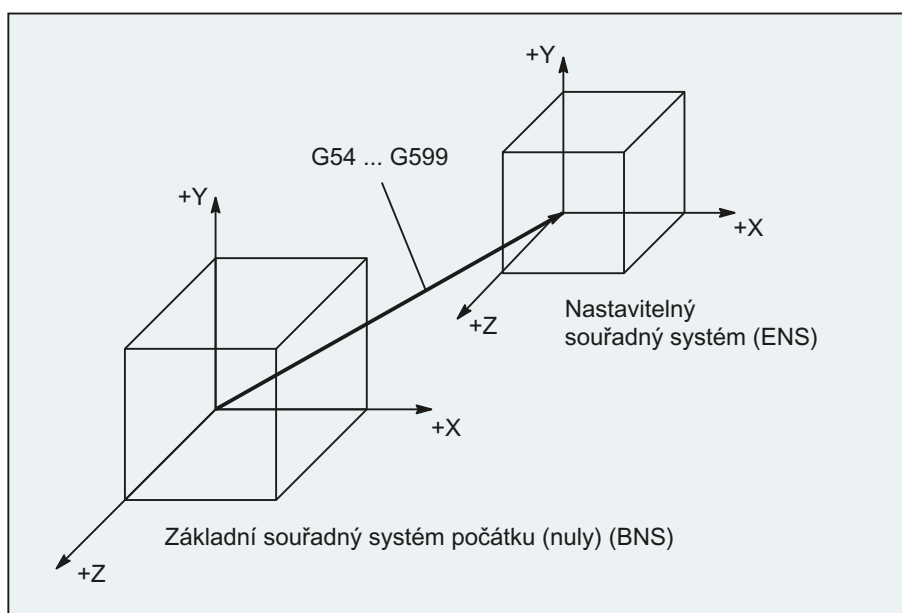 +Y
G54 ... G599
+Y
+X
+Z
Nastavitelný
souřadný systém (ENS)
+X
Základní souřadný systém počátku (nuly) (BNS)
+Z